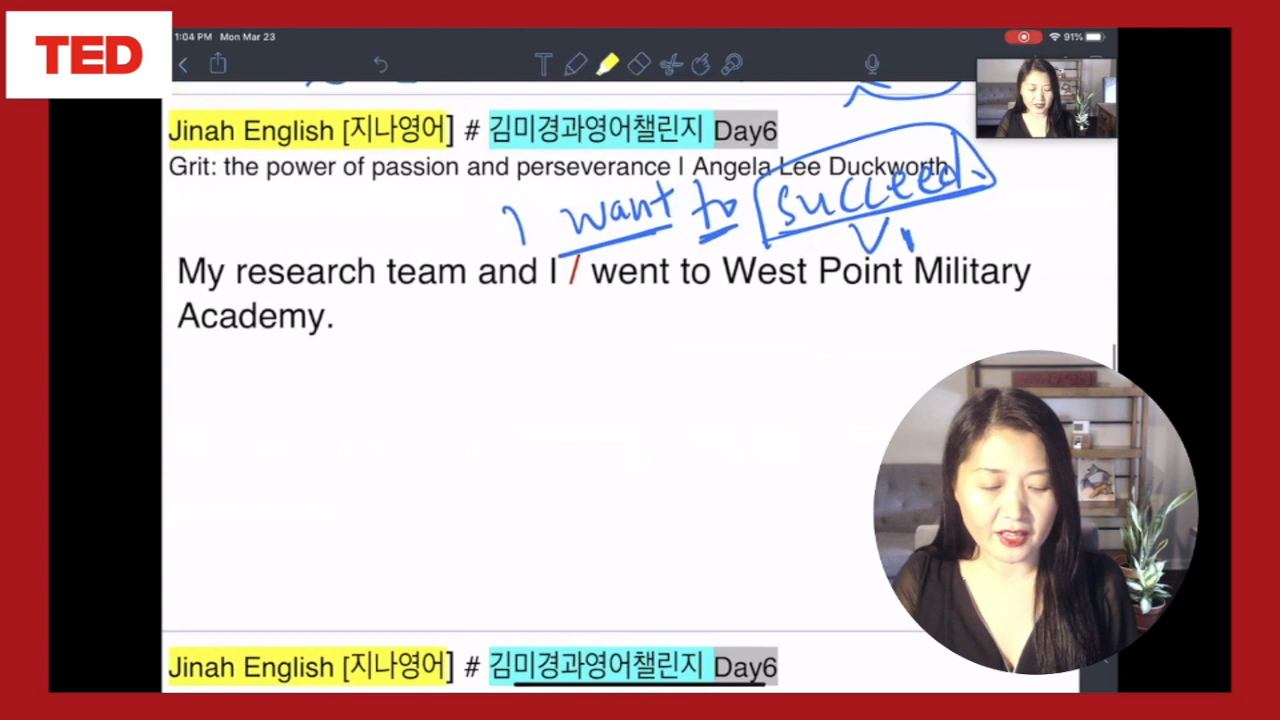 TED
1:04 PM Mon Mar 23
91%
Jinah English [지나영어] # 김미경과영어챌린지 Day6
Grit: the power of passion and perseverance I Angela Lee Duckworth
I want to succeed.
V
My research team and I / went to West Point Military
Academy.
Jinah English [지나영어] # 김미경과영어챌린지 Day6